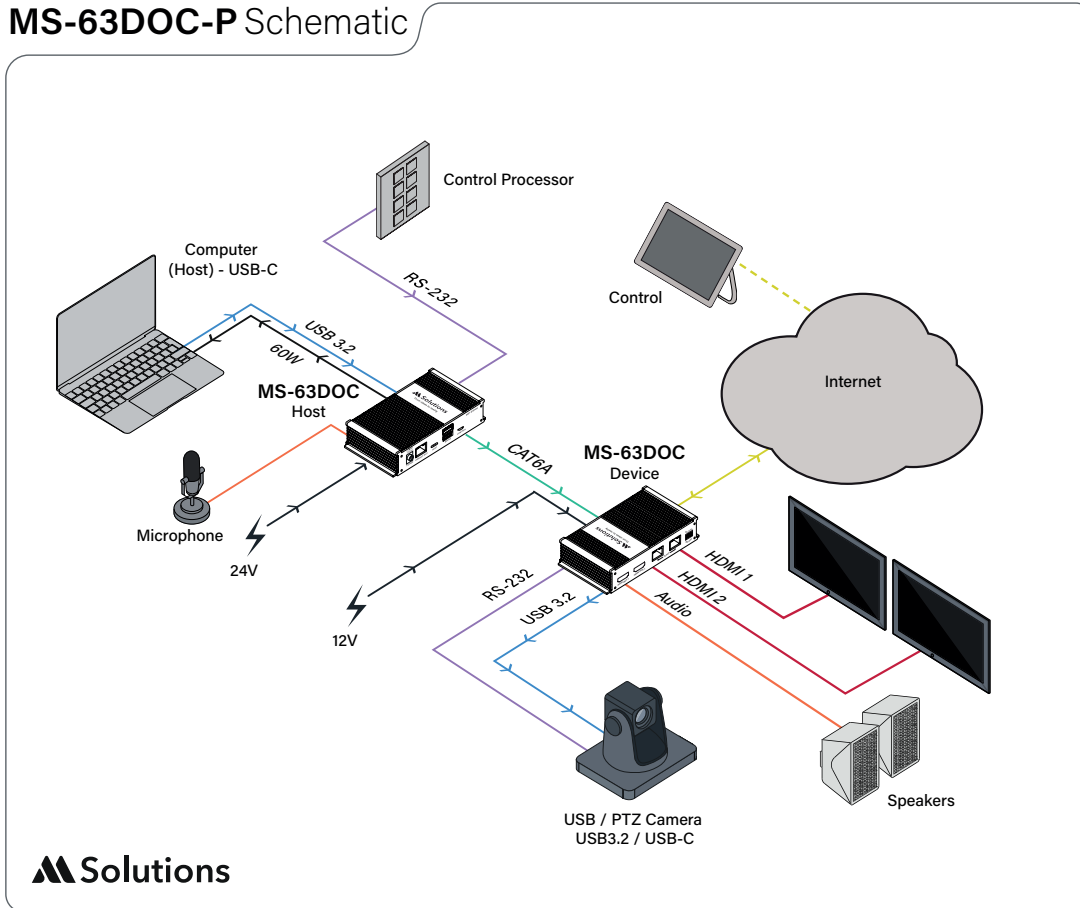 MS-63DOC-P Schematic
Control Processor
Computer
(Host) - USB-C
RS-232
Control
USB 3.2
60W
Internet
MS-63DOC
Host
M Solutions
CAT6A
MS-63DOC
Device
Microphone
24V
M Solutions
HDMI 1
HDMI 2
RS-232
USB 3.2
Audio
12V
Speakers
USB / PTZ Camera
USB3.2 / USB-C
M Solutions